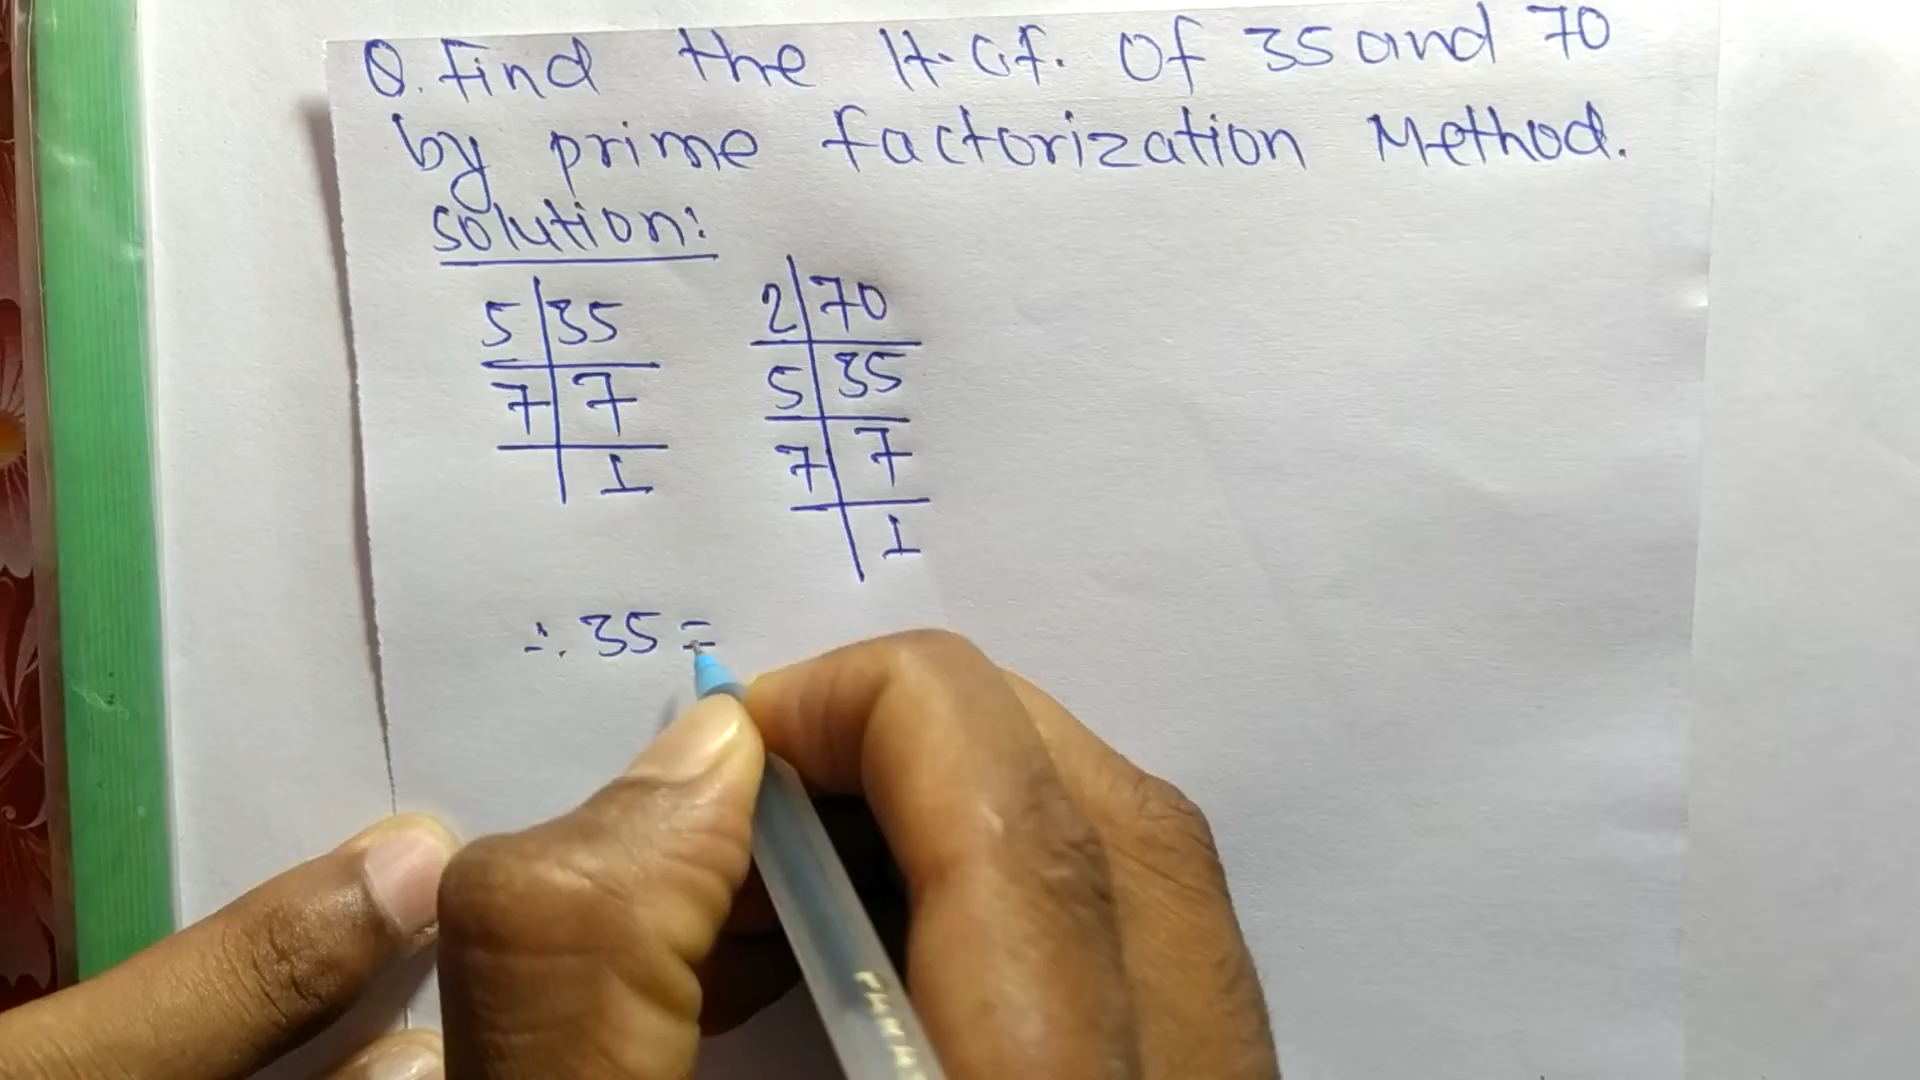 Q. Find the H.C.F. Of 35 and 70
by prime factorization Method.
Solution:
5 | 35
7 | 7
1
2 | 70
5 | 35
7 | 7
1
∴ 35 =